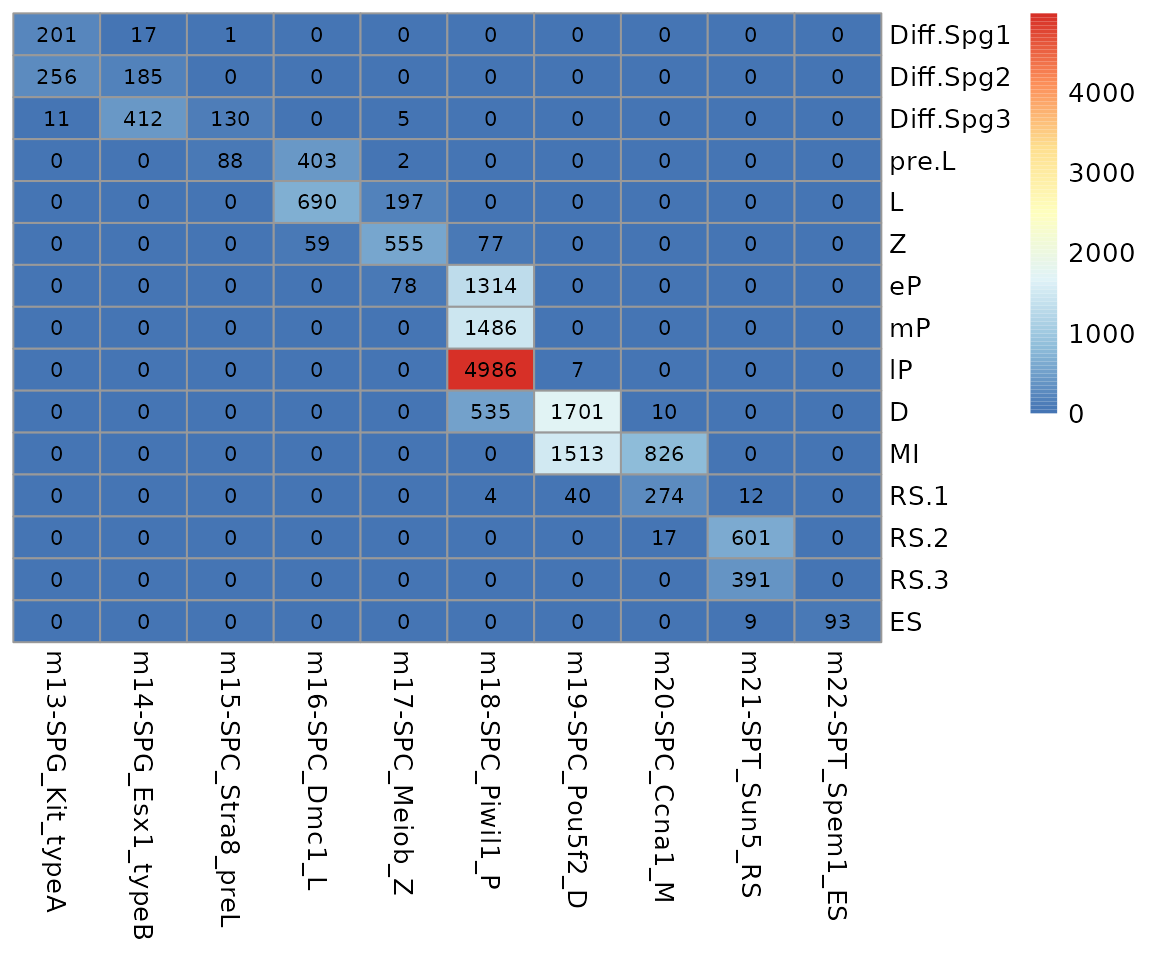 201 17 1 0 0 0 0 0 0 0 Diff.Spg1
256 185 0 0 0 0 0 0 0 0 Diff.Spg2
11 412 130 0 5 0 0 0 0 0 Diff.Spg3
0 0 88 403 2 0 0 0 0 0 pre.L
0 0 0 690 197 0 0 0 0 0 L
0 0 0 59 555 77 0 0 0 0 Z
0 0 0 0 78 1314 0 0 0 0 eP
0 0 0 0 0 1486 0 0 0 0 mP
0 0 0 0 0 4986 7 0 0 0 lP
0 0 0 0 0 535 1701 10 0 0 D
0 0 0 0 0 0 1513 826 0 0 MI
0 0 0 0 0 4 40 274 12 0 RS.1
0 0 0 0 0 0 0 17 601 0 RS.2
0 0 0 0 0 0 0 0 391 0 RS.3
0 0 0 0 0 0 0 0 9 93 ES
m13-SPG_Kit_typeA
m14-SPG_Esx1_typeB
m15-SPC_Stra8_preL
m16-SPC_Dmc1_L
m17-SPC_Meiob_Z
m18-SPC_Piwil1_P
m19-SPC_Pou5f2_D
m20-SPC_Ccna1_M
m21-SPT_Sun5_RS
m22-SPT_Spem1_ES
4000
3000
2000
1000
0